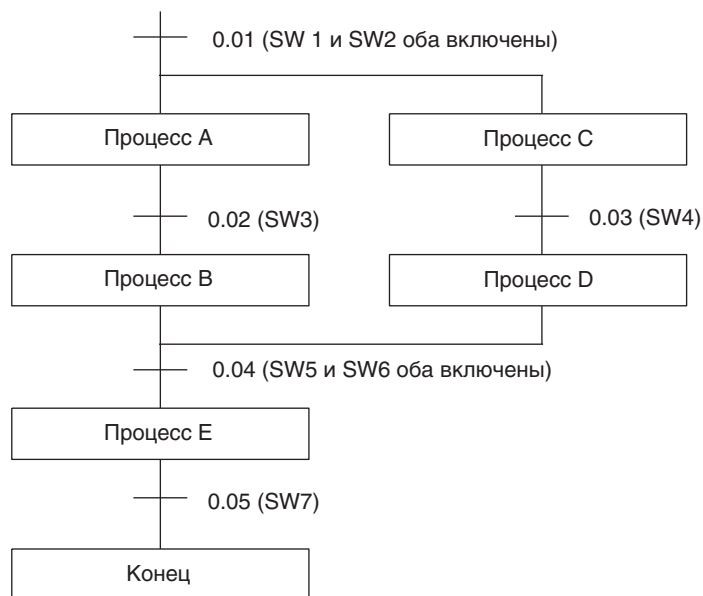 0.01 (SW 1 и SW2 оба включены)
Процесс A
Процесс C
0.02 (SW3)
0.03 (SW4)
Процесс B
Процесс D
0.04 (SW5 и SW6 оба включены)
Процесс E
0.05 (SW7)
Конец